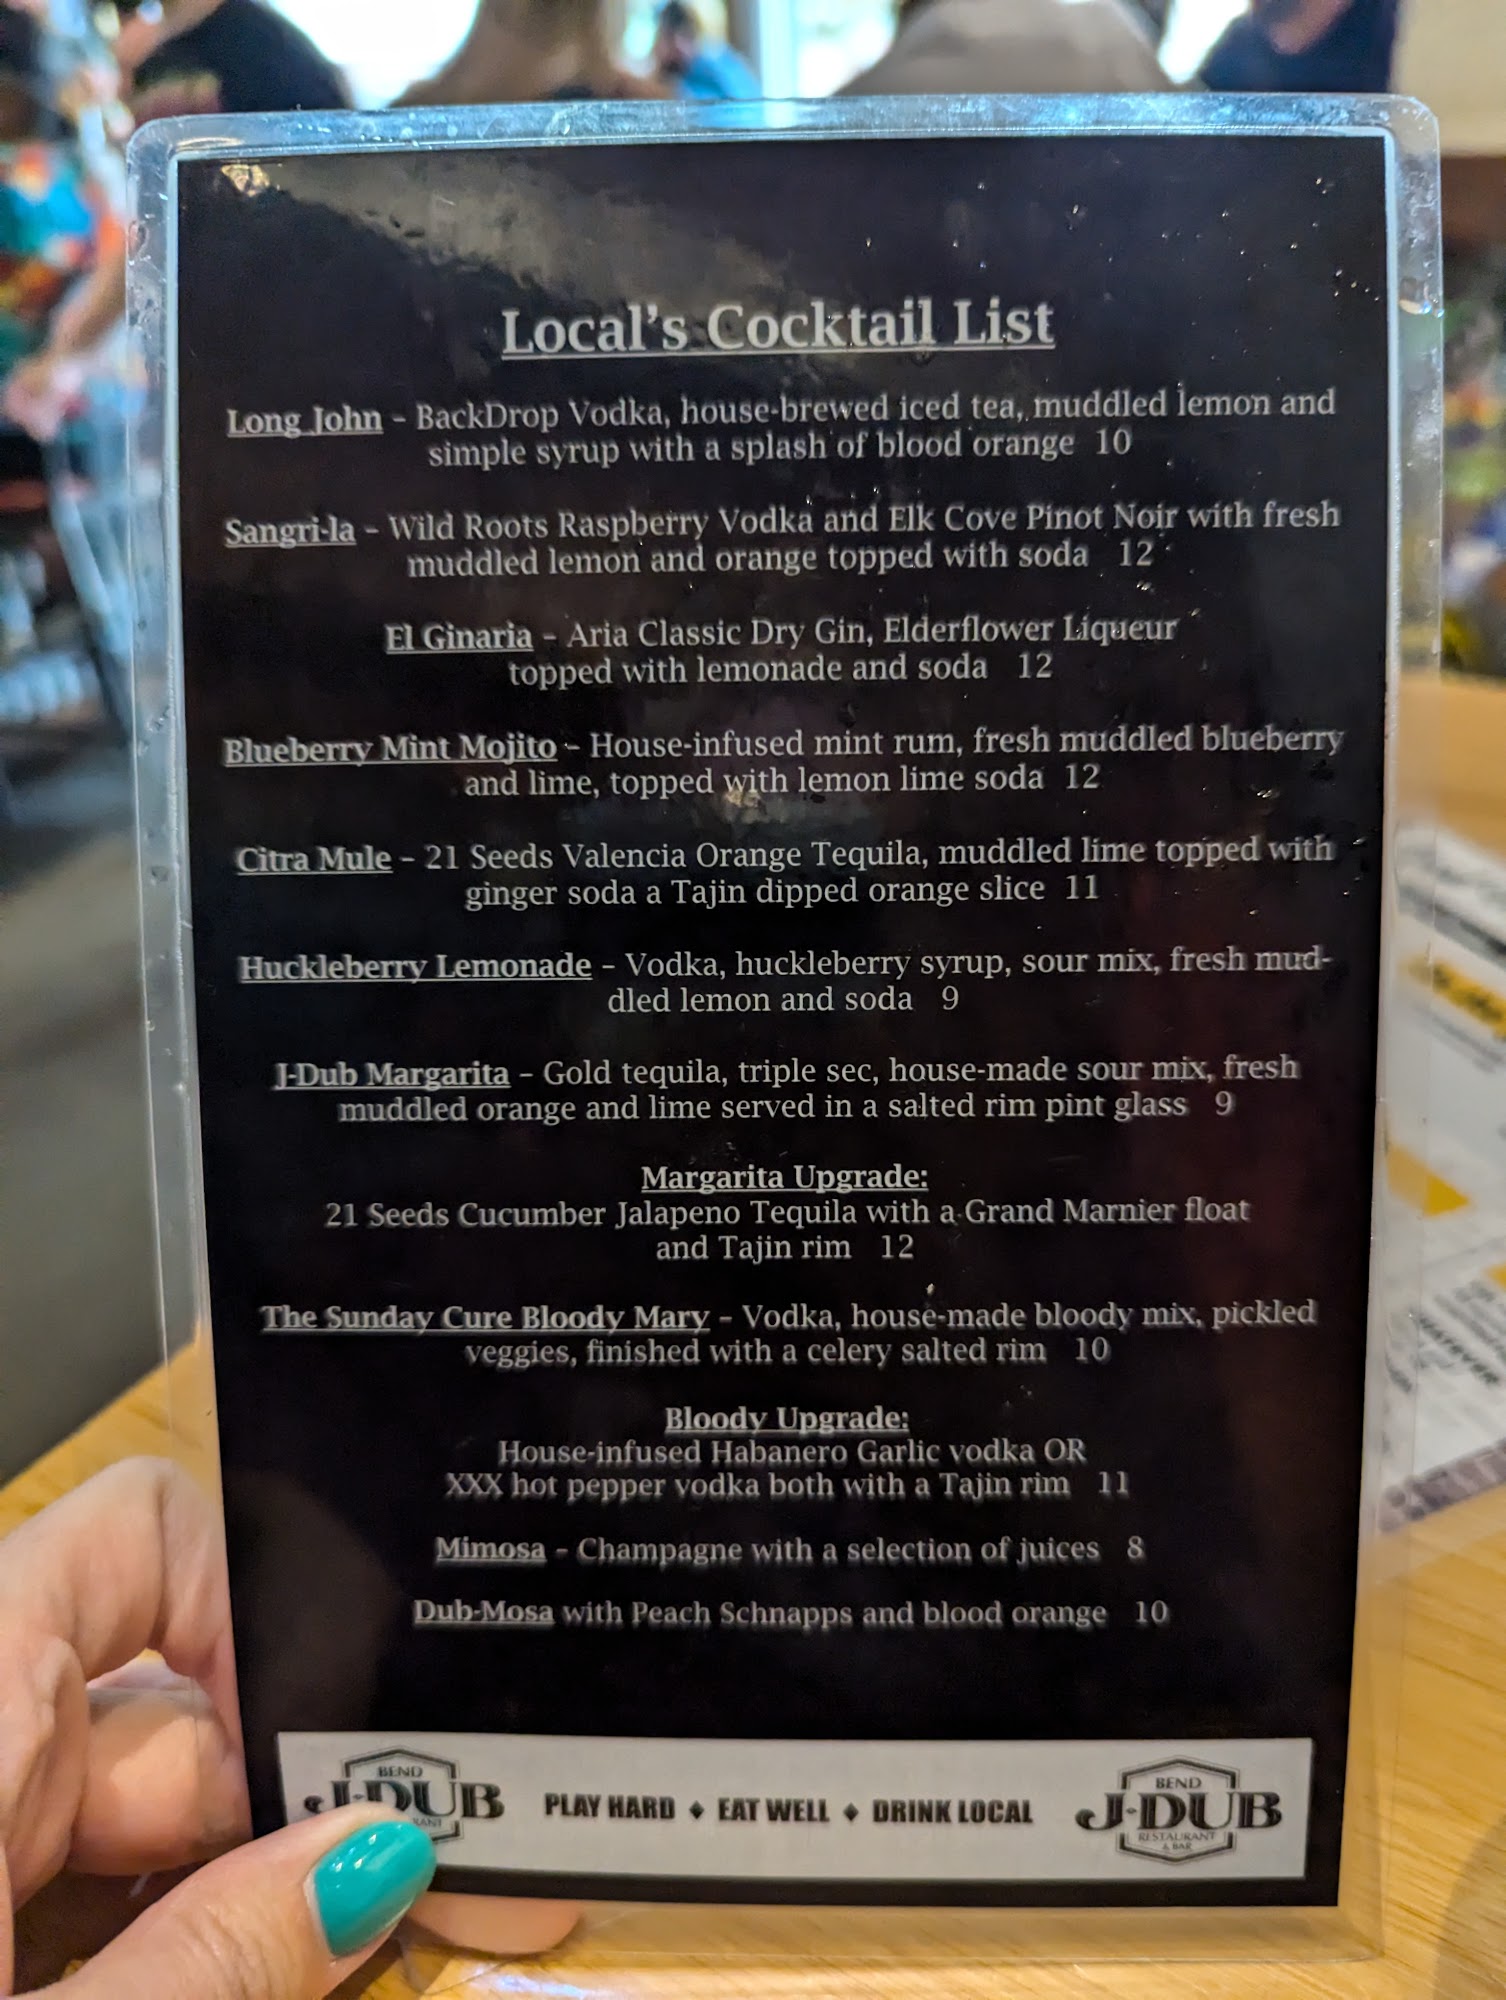 Local's Cocktail List
Long John – BackDrop Vodka, house-brewed iced tea, muddled lemon and
simple syrup with a splash of blood orange 10
Sangri-la – Wild Roots Raspberry Vodka and Elk Cove Pinot Noir with fresh
muddled lemon and orange topped with soda 12
El Ginaria – Aria Classic Dry Gin, Elderflower Liqueur
topped with lemonade and soda 12
Blueberry Mint Mojito – House-infused mint rum, fresh muddled blueberry
and lime, topped with lemon lime soda 12
Citra Mule – 21 Seeds Valencia Orange Tequila, muddled lime topped with
ginger soda a Tajin dipped orange slice 11
Huckleberry Lemonade – Vodka, huckleberry syrup, sour mix, fresh mud-
dled lemon and soda 9
J-Dub Margarita – Gold tequila, triple sec, house-made sour mix, fresh
muddled orange and lime served in a salted rim pint glass 9
Margarita Upgrade:
21 Seeds Cucumber Jalapeno Tequila with a Grand Marnier float
and Tajin rim 12
The Sunday Cure Bloody Mary – Vodka, house-made bloody mix, pickled
veggies, finished with a celery salted rim 10
Bloody Upgrade:
House-infused Habanero Garlic vodka OR
XXX hot pepper vodka both with a Tajin rim 11
Mimosa – Champagne with a selection of juices 8
Dub-Mosa with Peach Schnapps and blood orange 10
BEND
J-DUB
PLAY HARD ♦ EAT WELL ♦ DRINK LOCAL
BEND
J-DUB
RESTAURANT
& BAR